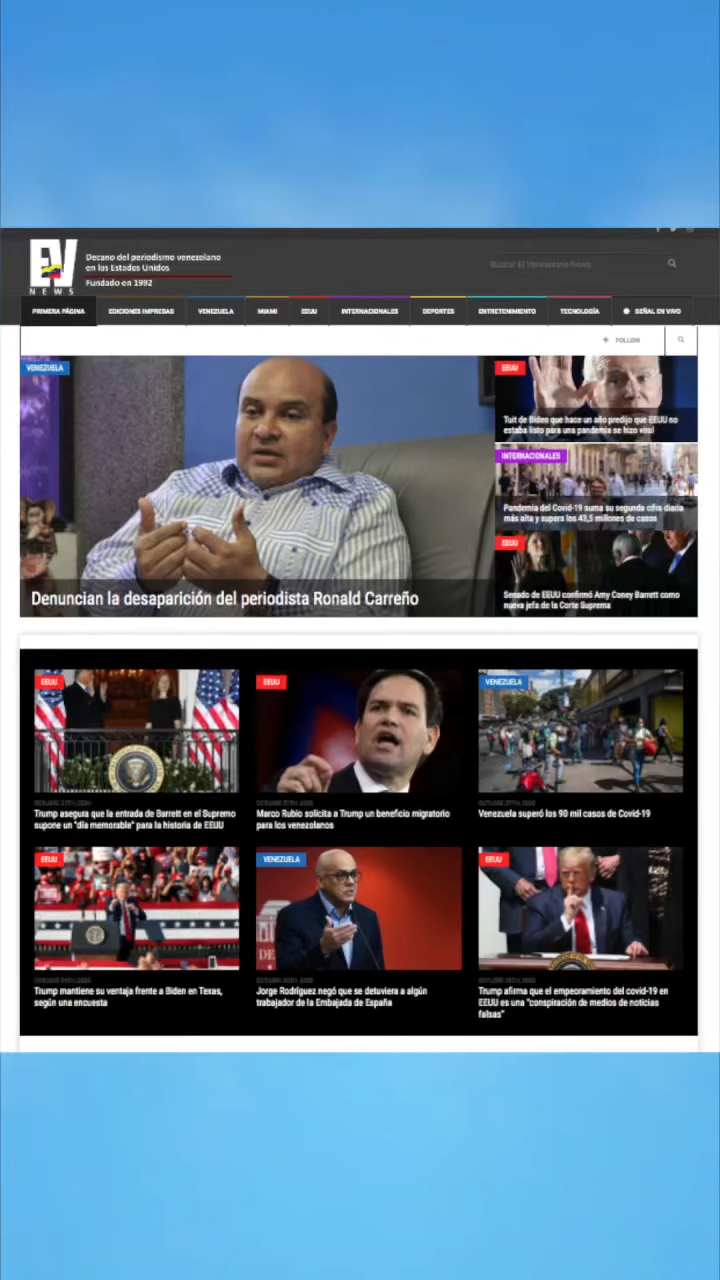 EV
NEWS
Decano del periodismo venezolano
en los Estados Unidos
Fundado en 1992
Buscar El Venezolano News
PRIMERA PÁGINA
EDICIONES IMPRESAS
VENEZUELA
MIAMI
EEUU
INTERNACIONALES
DEPORTES
ENTRETENIMIENTO
TECNOLOGÍA
SEÑAL EN VIVO
+ FOLLOW
VENEZUELA
Denuncian la desaparición del periodista Ronald Carreño
EEUU
Tuit de Biden que hace un año predijo que EEUU no
estaba listo para una pandemia se hizo viral
INTERNACIONALES
Pandemia del Covid-19 suma su segunda cifra diaria
más alta y supera los 43,5 millones de casos
EEUU
Senado de EEUU confirmó Amy Coney Barrett como
nueva jefa de la Corte Suprema
EEUU
Trump asegura que la entrada de Barrett en el Supremo
supone un "día memorable" para la historia de EEUU
EEUU
Marco Rubio solicita a Trump un beneficio migratorio
para los venezolanos
VENEZUELA
OCTUBRE 27TH, 2020
Venezuela superó los 90 mil casos de Covid-19
EEUU
Trump mantiene su ventaja frente a Biden en Texas,
según una encuesta
VENEZUELA
Jorge Rodríguez negó que se detuviera a algún
trabajador de la Embajada de España
EEUU
Trump afirma que el empeoramiento del covid-19 en
EEUU es una "conspiración de medios de noticias
falsas"